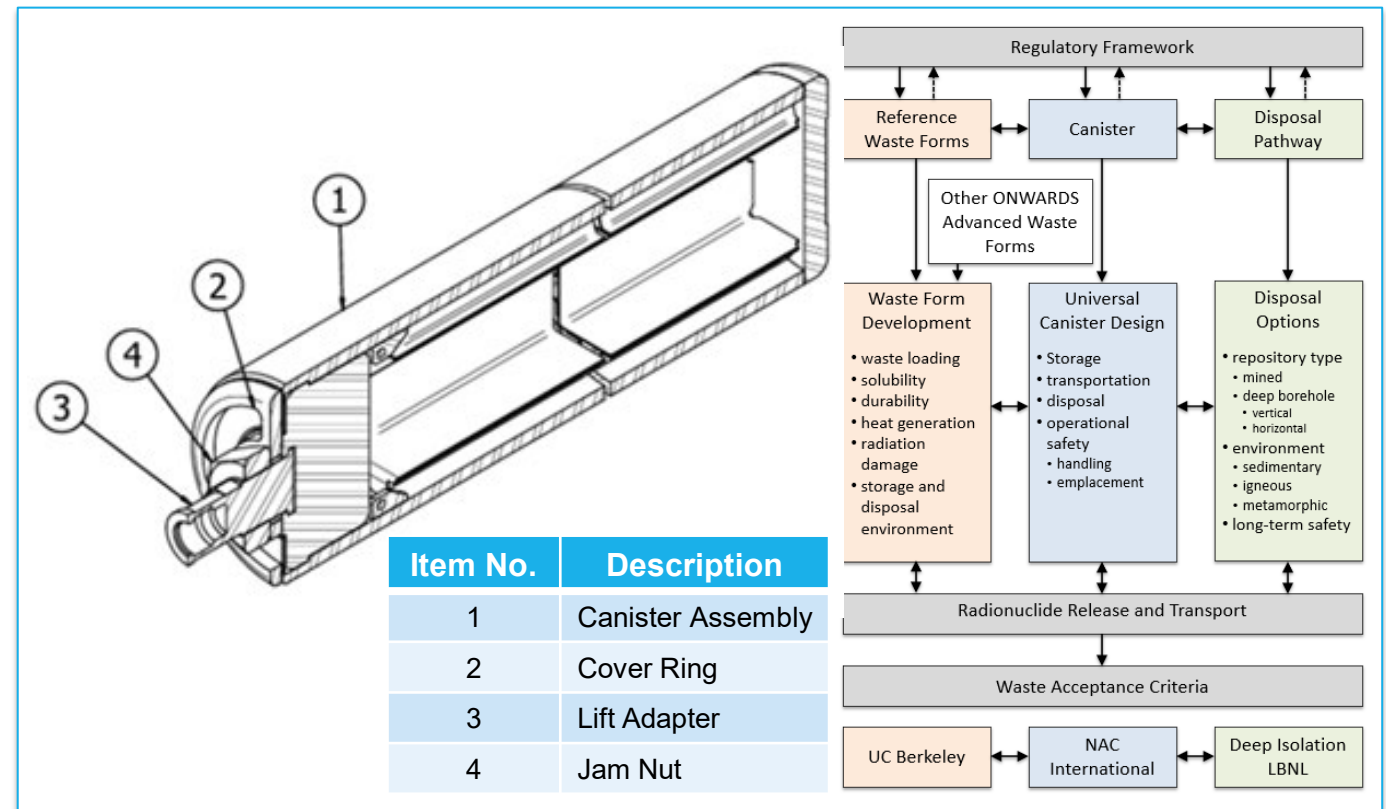 1
2
4
3
Item No. Description
1 Canister Assembly
2 Cover Ring
3 Lift Adapter
4 Jam Nut
Regulatory Framework
Reference
Waste Forms
Canister
Disposal
Pathway
Other ONWARDS
Advanced Waste
Forms
Waste Form
Development
• waste loading
• solubility
• durability
• heat generation
• radiation
damage
• storage and
disposal
environment
Universal
Canister Design
• Storage
• transportation
• disposal
• operational
safety
• handling
• emplacement
Disposal
Options
• repository type
• mined
• deep borehole
• vertical
• horizontal
• environment
• sedimentary
• igneous
• metamorphic
• long-term safety
Radionuclide Release and Transport
Waste Acceptance Criteria
UC Berkeley
NAC
International
Deep Isolation
LBNL